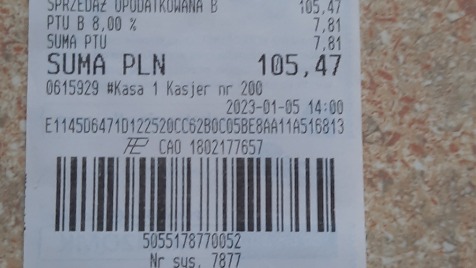 SPRZEDAŻ OPODATKOWANA B 105,47
PTU B 8,00 % 7,81
SUMA PTU 7,81
SUMA PLN 105,47
0615929 #Kasa 1 Kasjer nr 200
2023-01-05 14:00
E1145D6471D122520CC62B0C05BE8AA11A516813
CAO 1802177657
5055178770052
Nr sys. 7877